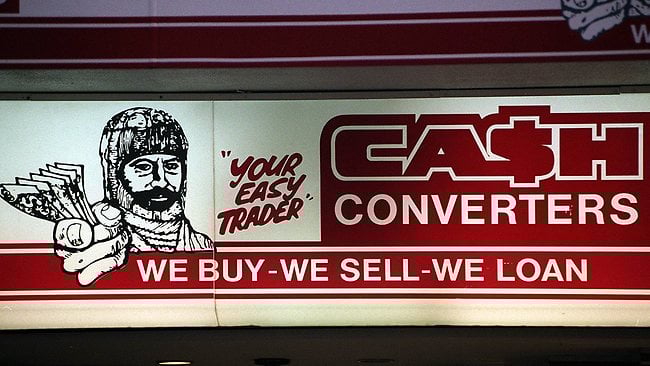 "YOUR
EASY
TRADER"
CA$H
CONVERTERS
WE BUY-WE SELL-WE LOAN